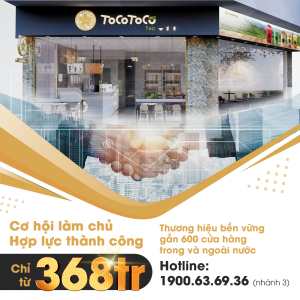 ToCoToCo
Tea
Cơ hội làm chủ
Hợp lực thành công
Chỉ
từ
368tr
Thương hiệu bền vững
gần 600 cửa hàng
trong và ngoài nước
Hotline:
1900.63.69.36 (nhánh 3)